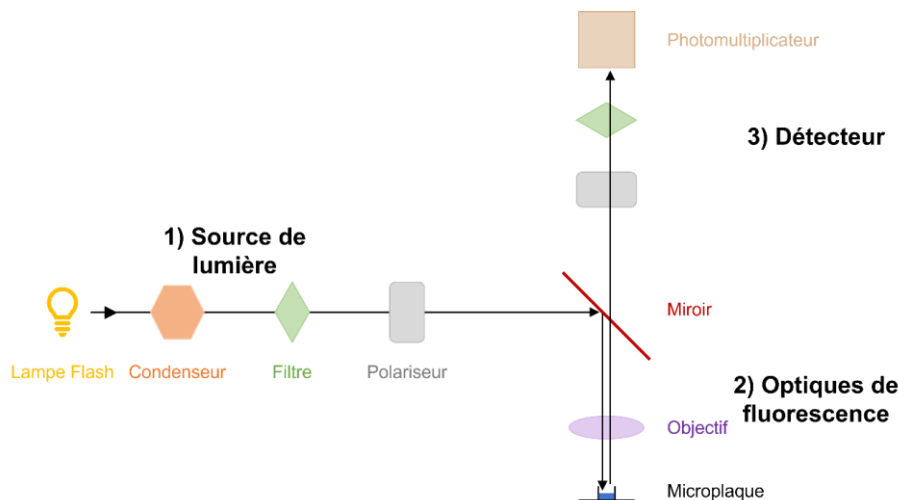 Photomultiplicateur
3) Détecteur
1) Source de
lumière
Miroir
Lampe Flash
Condenseur
Filtre
Polariseur
2) Optiques de
fluorescence
Objectif
Microplaque